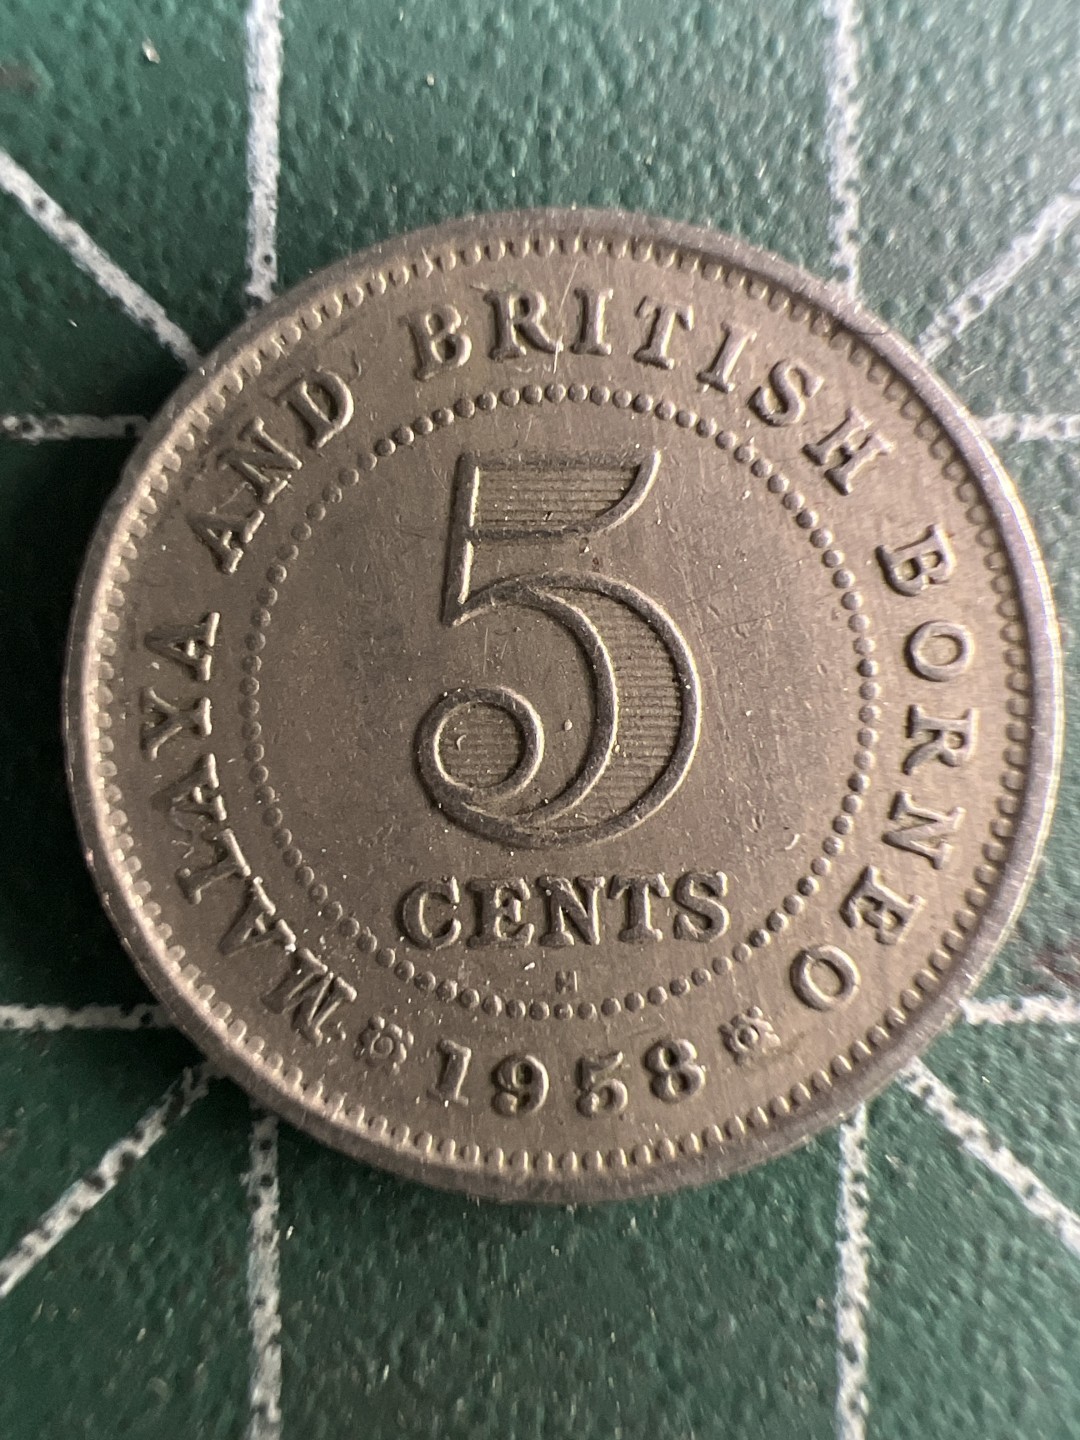 MALAYA AND BRITISH BORNEO
5
CENTS
H
1958